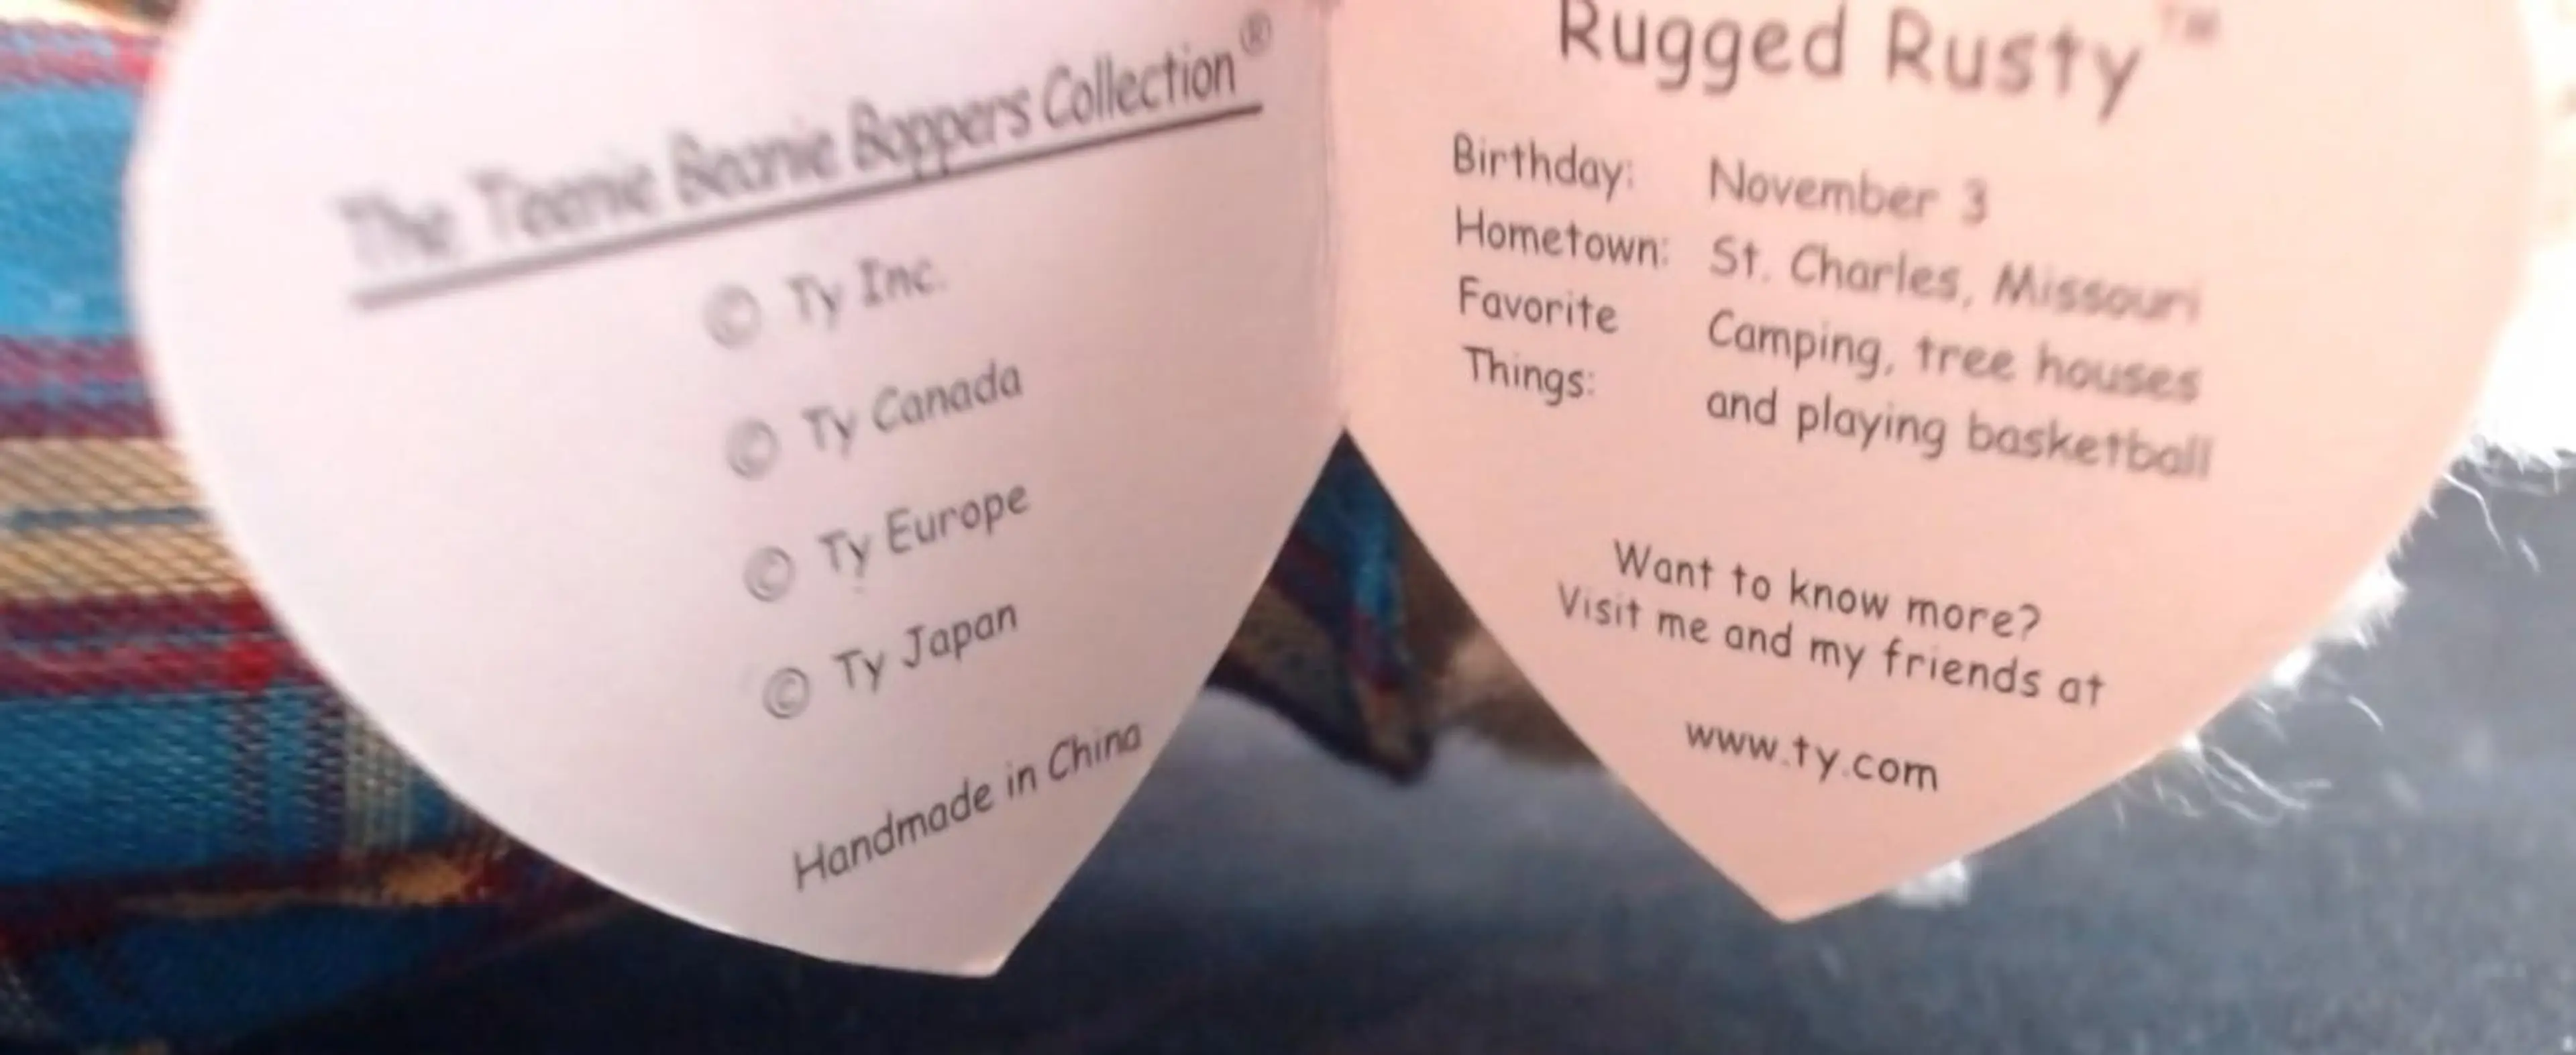 The Teenie Beanie Boppers Collection®
© Ty Inc.
© Ty Canada
© Ty Europe
© Ty Japan
Handmade in China
Rugged Rusty™
Birthday: November 3
Hometown: St. Charles, Missouri
Favorite Camping, tree houses
Things: and playing basketball
Want to know more?
Visit me and my friends at
www.ty.com